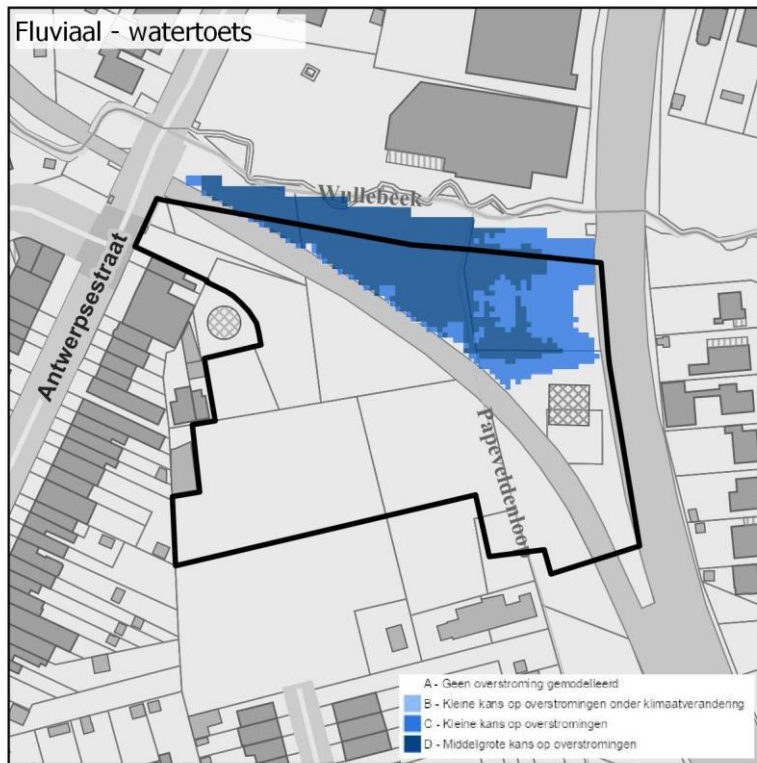 Fluviaal - watertoets
Wullebeek
Antwerpsestraat
Papeveldenloop
A - Geen overstroming gemodelleerd
B - Kleine kans op overstromingen onder klimaatverandering
C - Kleine kans op overstromingen
D - Middelgrote kans op overstromingen